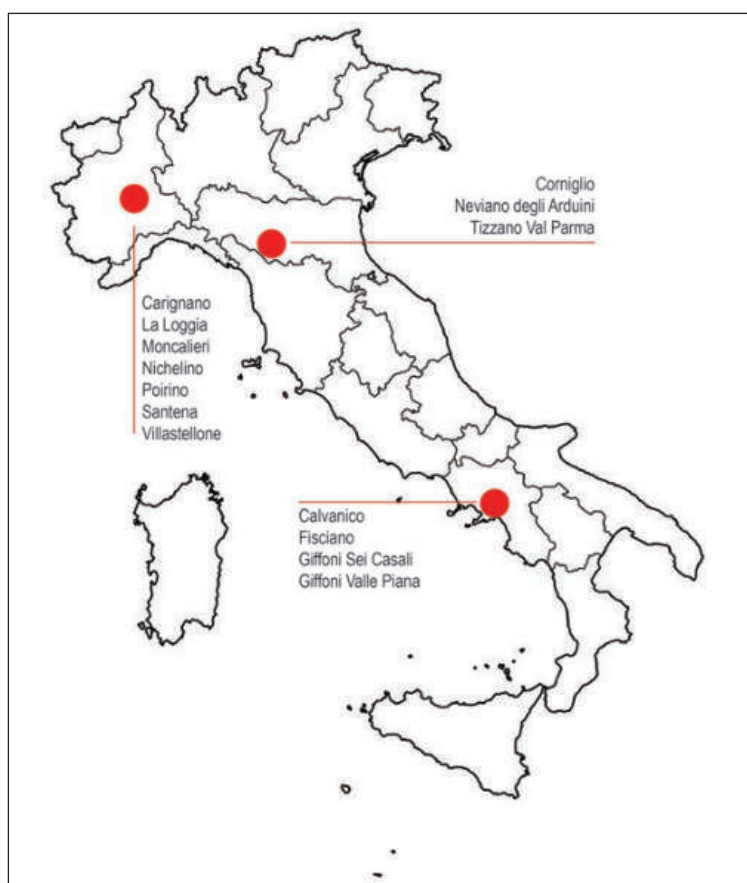 Corniglio
Neviano degli Arduini
Tizzano Val Parma
Carignano
La Loggia
Moncalieri
Nichelino
Poirino
Santena
Villastellone
Calvanico
Fisciano
Giffoni Sei Casali
Giffoni Valle Piana